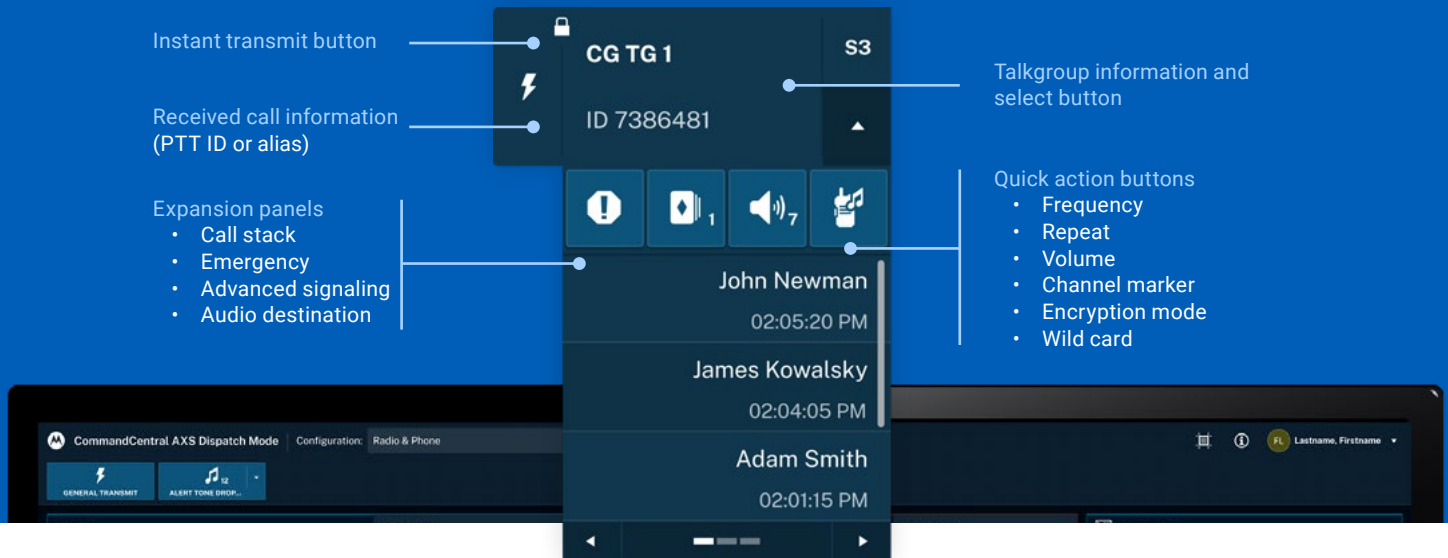 Instant transmit button
Received call information
(PTT ID or alias)
Expansion panels
• Call stack
• Emergency
• Advanced signaling
• Audio destination
CG TG 1
S3
ID 7386481
1
7
John Newman
02:05:20 PM
James Kowalsky
02:04:05 PM
Adam Smith
02:01:15 PM
Talkgroup information and
select button
Quick action buttons
• Frequency
• Repeat
• Volume
• Channel marker
• Encryption mode
• Wild card
CommandCentral AXS Dispatch Mode
Configuration: Radio & Phone
FL Lastname, Firstname
GENERAL TRANSMIT
12
ALERT TONE DROP...